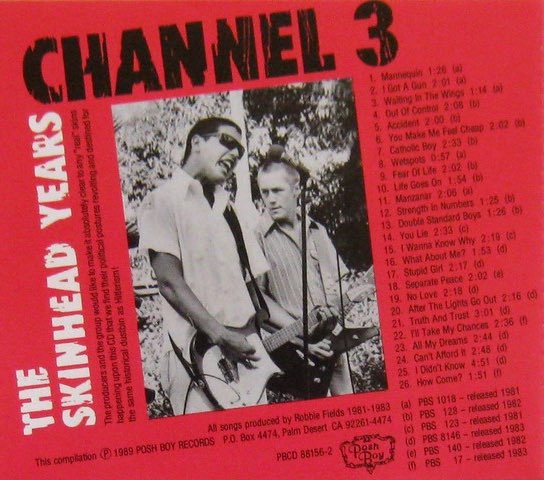 CHANNEL 3
THE
SKINHEAD YEARS
The producers and the group would like to make it absolutely clear to any "real" skins
happening upon this CD that we find their political postures revolting and destined for
the same historical dustbin as Hitlerism!
1. Mannequin 1:26 (a)
2. I Got A Gun 2:01 (a)
3. Waiting In The Wings 1:14 (a)
4. Out Of Control 2:06 (b)
5. Accident 2:00 (b)
6. You Make Me Feel Cheap 2:02 (b)
7. Catholic Boy 2:33 (b)
8. Wetspots 0:57 (a)
9. Fear Of Life 2:02 (b)
10. Life Goes On 1:54 (b)
11. Manzanar 2:06 (a)
12. Strength In Numbers 1:25 (b)
13. Double Standard Boys 1:26 (b)
14. You Lie 2:33 (c)
15. I Wanna Know Why 2:19 (c)
16. What About Me? 1:53 (d)
17. Stupid Girl 2:17 (d)
18. Separate Peace 2:02 (e)
19. No Love 2:18 (d)
20. After The Lights Go Out 2:16 (d)
21. Truth And Trust 3:01 (d)
22. I'll Take My Chances 2:36 (f)
23. All My Dreams 2:44 (d)
24. Can't Afford It 2:46 (d)
25. I Didn't Know 4:51 (d)
26. How Come? 1:51 (f)
(a) PBS 1018 – released 1981
(b) PBS 128 – released 1982
(c) PBS 123 – released 1981
(d) PBS 8146 – released 1983
(e) PBS 140 – released 1982
(f) PBS 17 – released 1983
All songs produced by Robbie Fields 1981-1983
This compilation ℗ 1989 POSH BOY RECORDS P.O. Box 4474, Palm Desert, CA 92261-4474
PBCD 88156-2
Posh
Boy